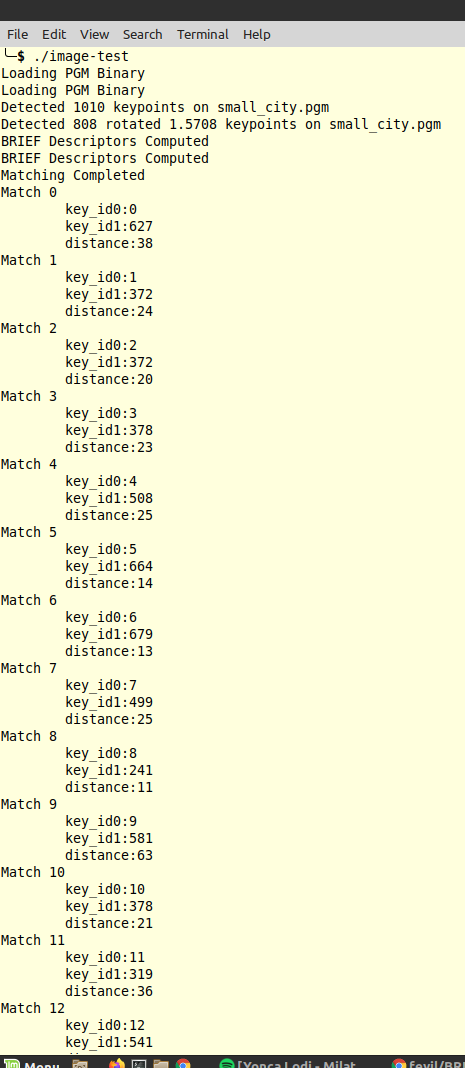 File Edit View Search Terminal Help
╰─$ ./image-test
Loading PGM Binary
Loading PGM Binary
Detected 1010 keypoints on small_city.pgm
Detected 808 rotated 1.5708 keypoints on small_city.pgm
BRIEF Descriptors Computed
BRIEF Descriptors Computed
Matching Completed
Match 0
key_id0:0
key_id1:627
distance:38
Match 1
key_id0:1
key_id1:372
distance:24
Match 2
key_id0:2
key_id1:372
distance:20
Match 3
key_id0:3
key_id1:378
distance:23
Match 4
key_id0:4
key_id1:508
distance:25
Match 5
key_id0:5
key_id1:664
distance:14
Match 6
key_id0:6
key_id1:679
distance:13
Match 7
key_id0:7
key_id1:499
distance:25
Match 8
key_id0:8
key_id1:241
distance:11
Match 9
key_id0:9
key_id1:581
distance:63
Match 10
key_id0:10
key_id1:378
distance:21
Match 11
key_id0:11
key_id1:319
distance:36
Match 12
key_id0:12
key_id1:541
Menu [Yonca Lodi - Milat